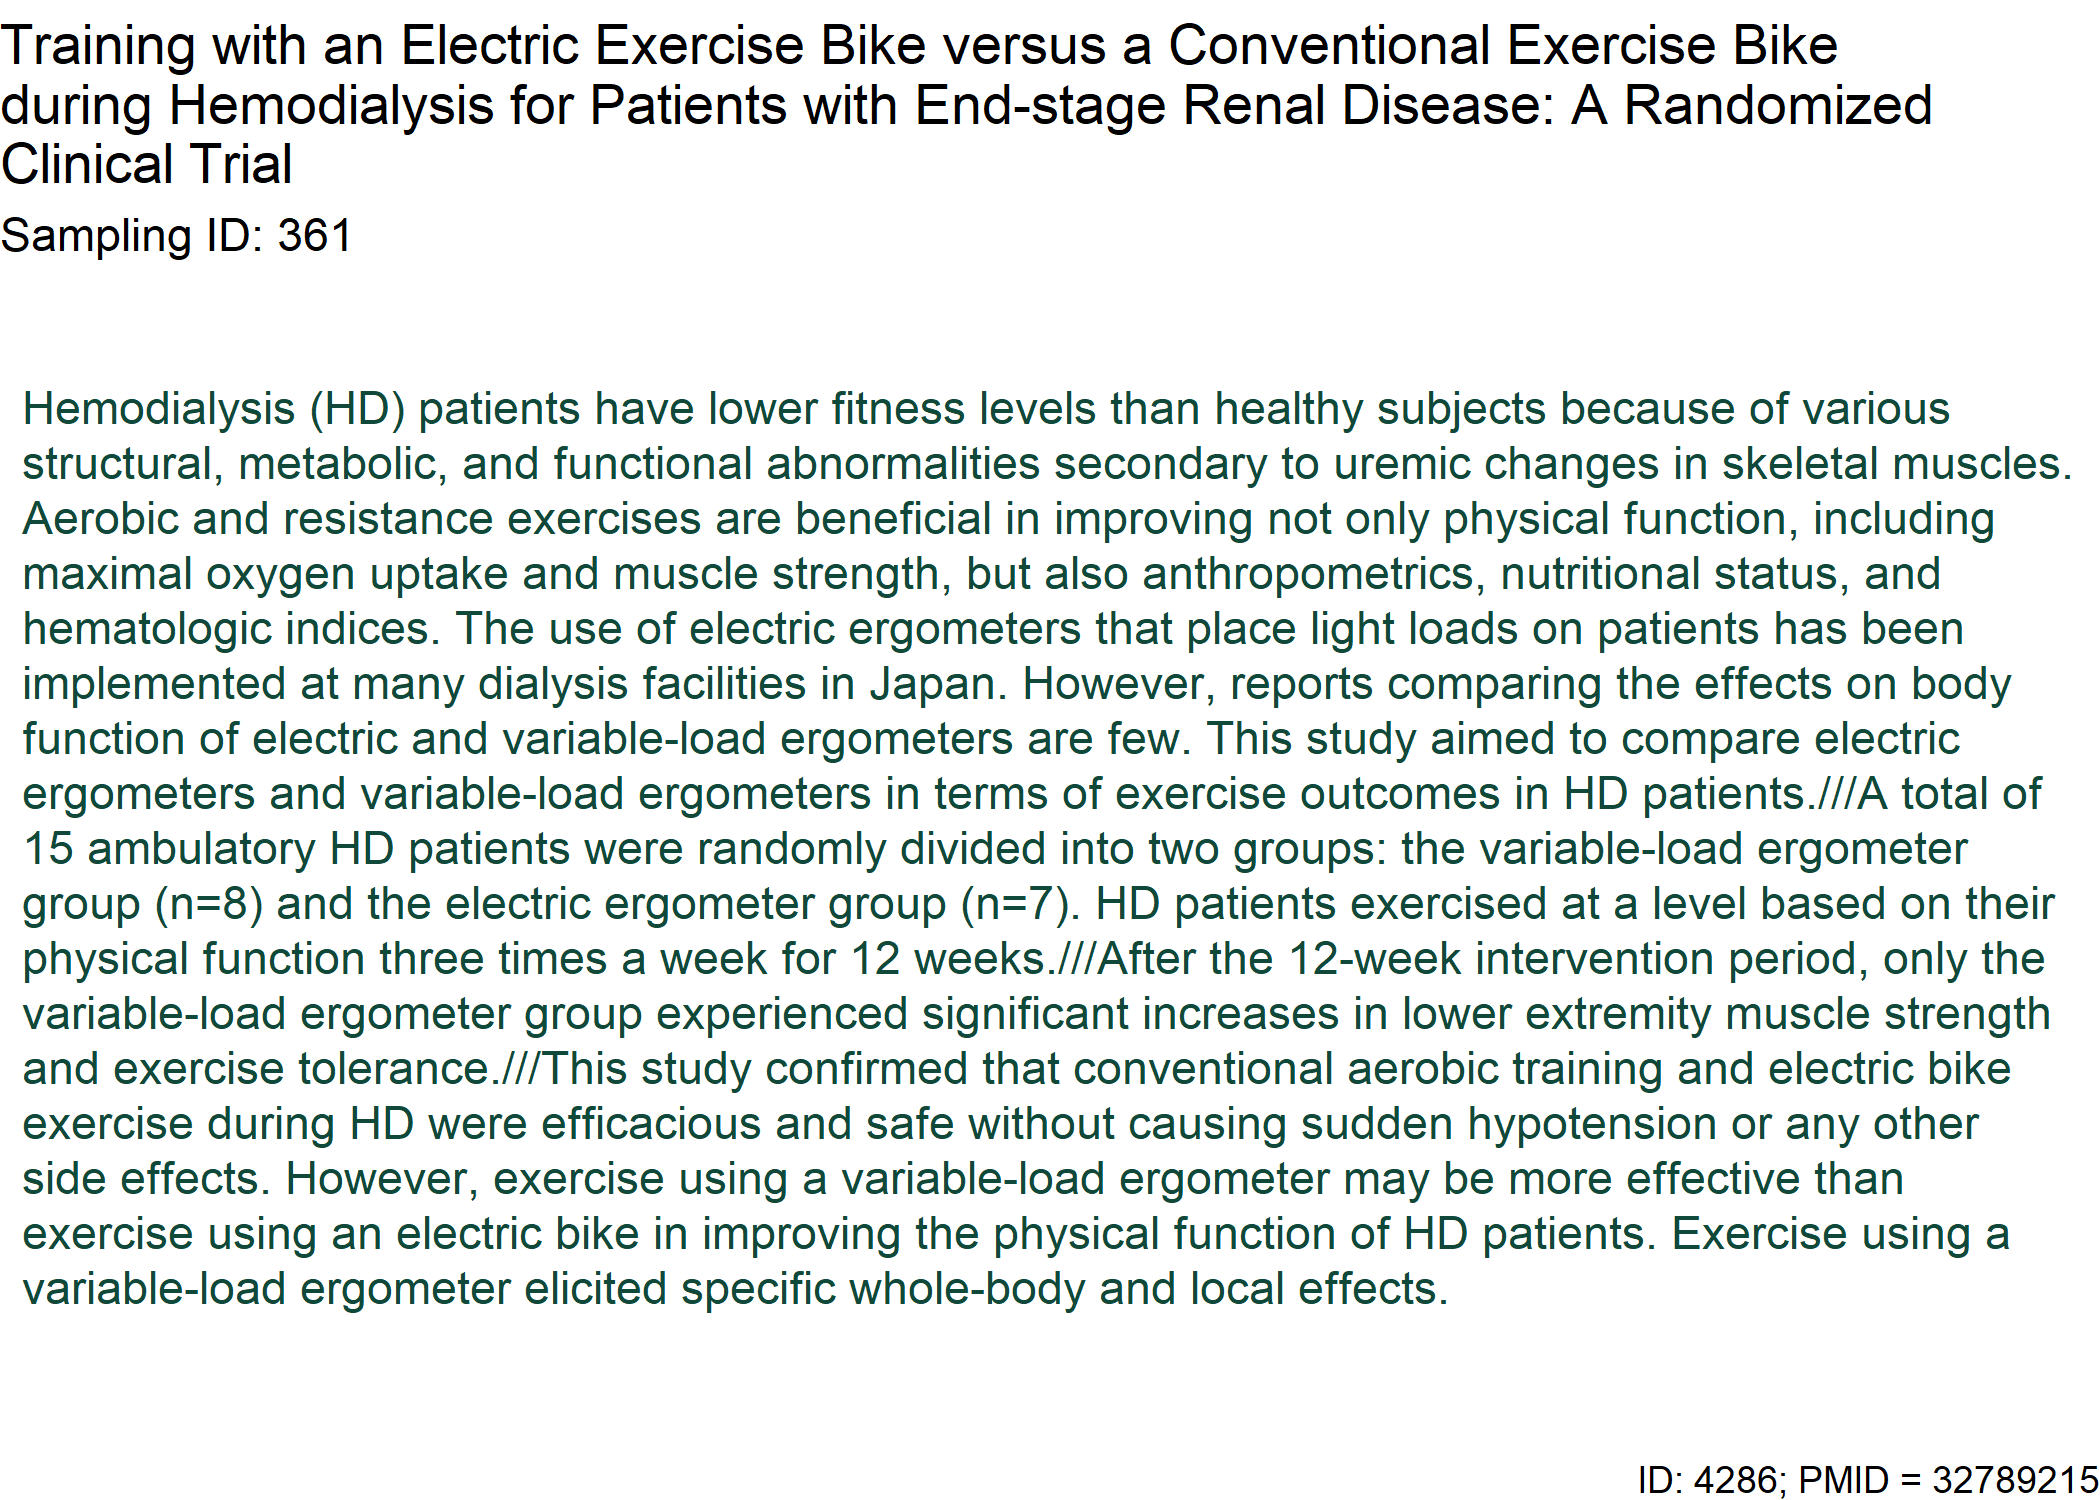 Training with an Electric Exercise Bike versus a Conventional Exercise Bike
during Hemodialysis for Patients with End-stage Renal Disease: A Randomized
Clinical Trial
Sampling ID: 361
Hemodialysis (HD) patients have lower fitness levels than healthy subjects because of various
structural, metabolic, and functional abnormalities secondary to uremic changes in skeletal muscles.
Aerobic and resistance exercises are beneficial in improving not only physical function, including
maximal oxygen uptake and muscle strength, but also anthropometrics, nutritional status, and
hematologic indices. The use of electric ergometers that place light loads on patients has been
implemented at many dialysis facilities in Japan. However, reports comparing the effects on body
function of electric and variable-load ergometers are few. This study aimed to compare electric
ergometers and variable-load ergometers in terms of exercise outcomes in HD patients.///A total of
15 ambulatory HD patients were randomly divided into two groups: the variable-load ergometer
group (n=8) and the electric ergometer group (n=7). HD patients exercised at a level based on their
physical function three times a week for 12 weeks.///After the 12-week intervention period, only the
variable-load ergometer group experienced significant increases in lower extremity muscle strength
and exercise tolerance.///This study confirmed that conventional aerobic training and electric bike
exercise during HD were efficacious and safe without causing sudden hypotension or any other
side effects. However, exercise using a variable-load ergometer may be more effective than
exercise using an electric bike in improving the physical function of HD patients. Exercise using a
variable-load ergometer elicited specific whole-body and local effects.
ID: 4286; PMID = 32789215